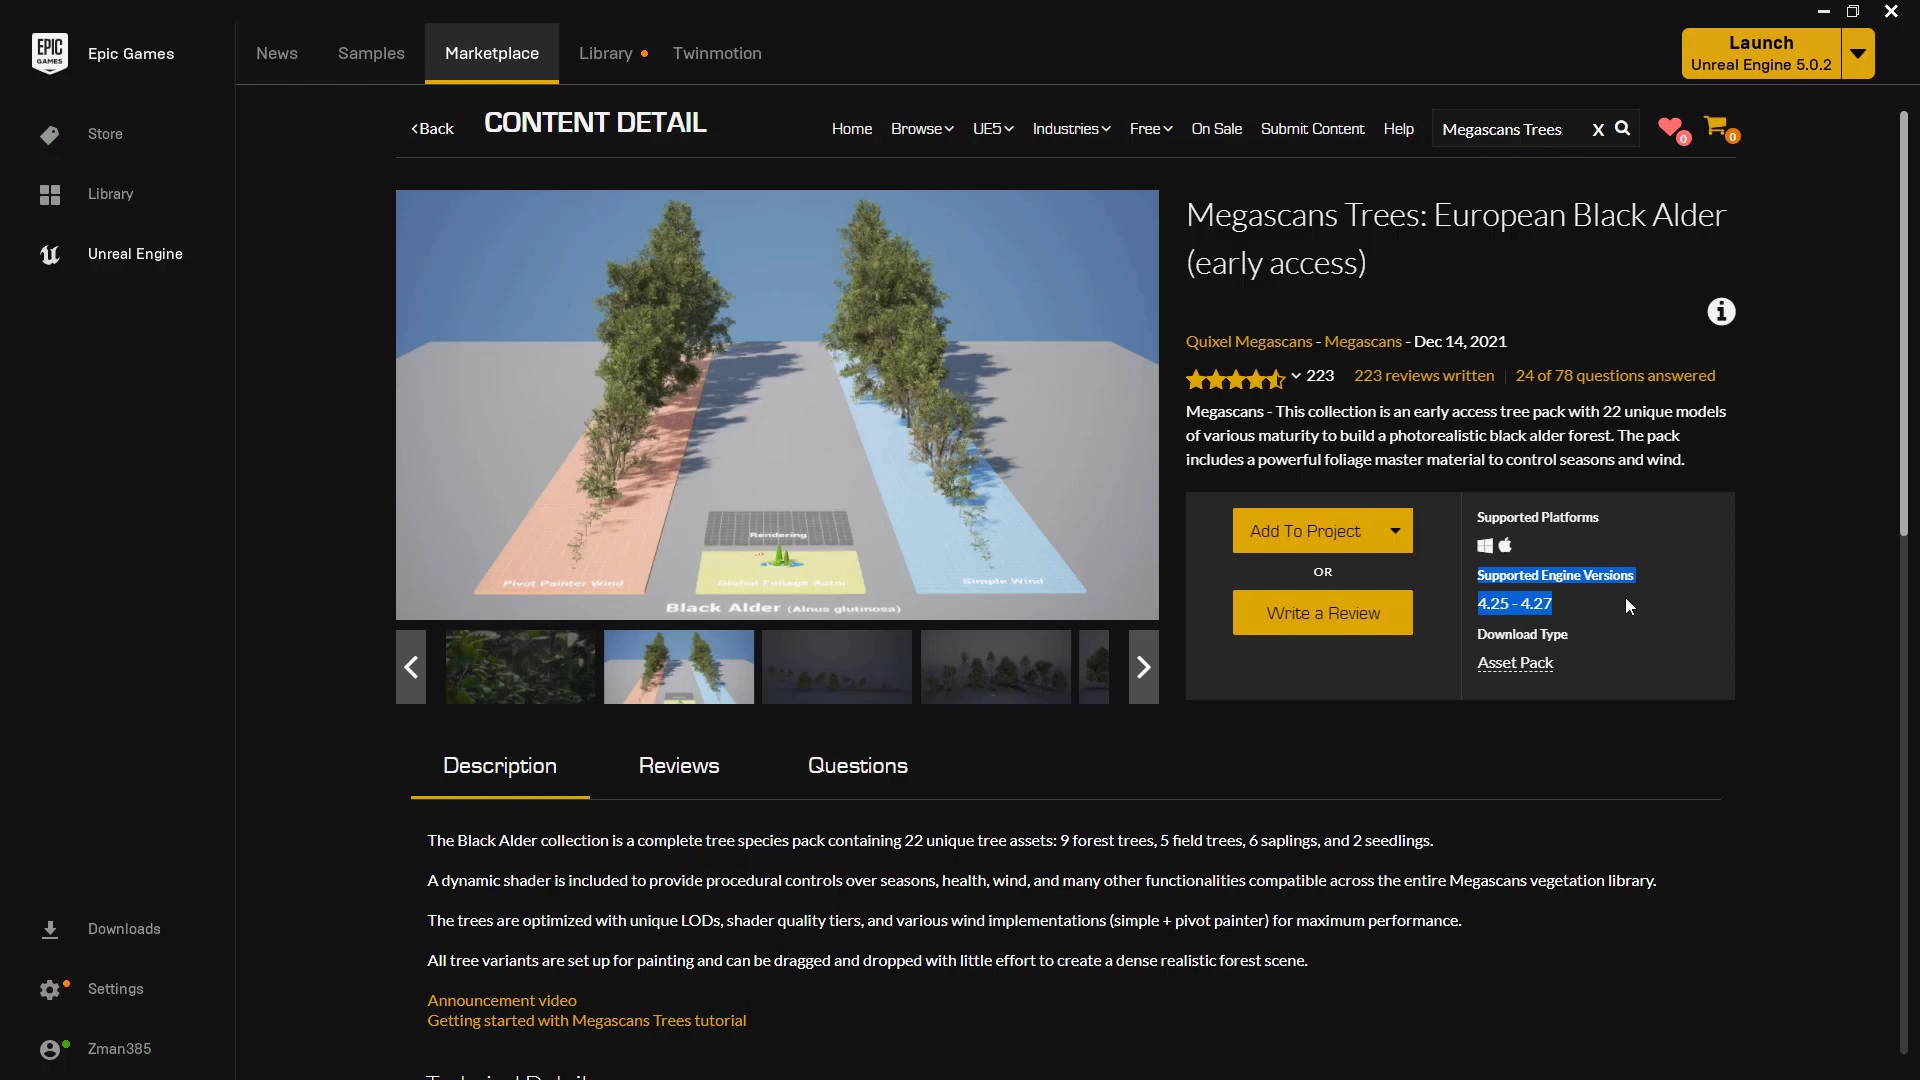 EPIC GAMES
Epic Games
News
Samples
Marketplace
Library
Twinmotion
Launch
Unreal Engine 5.0.2
Store
Library
Unreal Engine
Downloads
Settings
Zman385
<Back
CONTENT DETAIL
Home
Browse
UE5
Industries
Free
On Sale
Submit Content
Help
Megascans Trees
X
0
0
Pivot Painter Wind
Rendering
Global Foliage Actor
Simple Wind
Black Alder (Alnus glutinosa)
Megascans Trees: European Black Alder
(early access)
Quixel Megascans - Megascans - Dec 14, 2021
223
223 reviews written
24 of 78 questions answered
Megascans - This collection is an early access tree pack with 22 unique models
of various maturity to build a photorealistic black alder forest. The pack
includes a powerful foliage master material to control seasons and wind.
Add To Project
OR
Write a Review
Supported Platforms
Supported Engine Versions
4.25 - 4.27
Download Type
Asset Pack
Description
Reviews
Questions
The Black Alder collection is a complete tree species pack containing 22 unique tree assets: 9 forest trees, 5 field trees, 6 saplings, and 2 seedlings.
A dynamic shader is included to provide procedural controls over seasons, health, wind, and many other functionalities compatible across the entire Megascans vegetation library.
The trees are optimized with unique LODs, shader quality tiers, and various wind implementations (simple + pivot painter) for maximum performance.
All tree variants are set up for painting and can be dragged and dropped with little effort to create a dense realistic forest scene.
Announcement video
Getting started with Megascans Trees tutorial